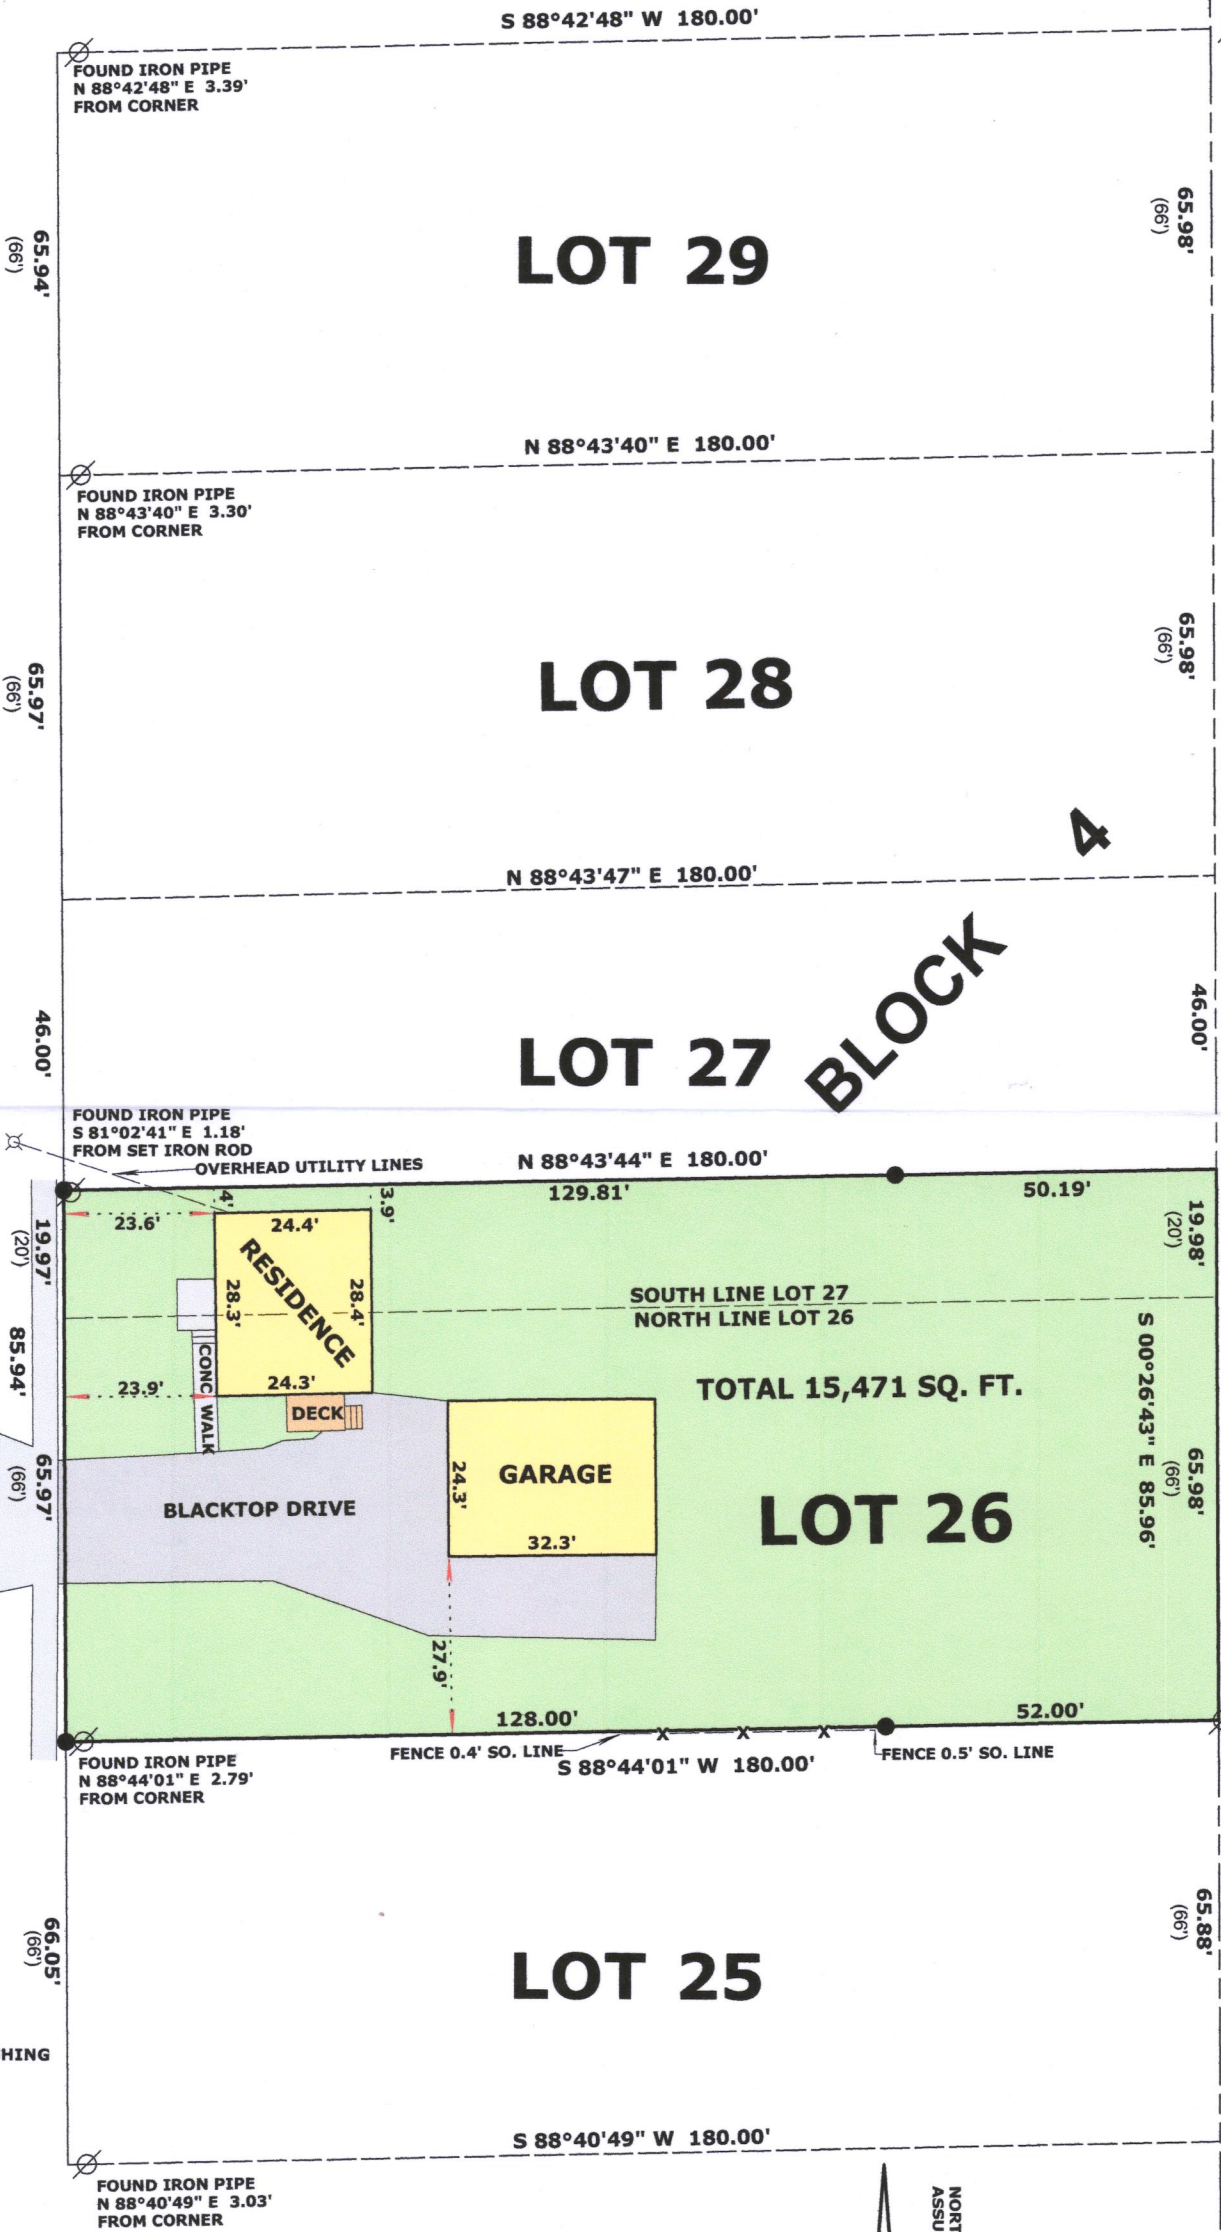 S 88°42'48" W 180.00'
FOUND IRON PIPE
N 88°42'48" E 3.39'
FROM CORNER
65.94'
(66')
LOT 29
65.98'
(66')
N 88°43'40" E 180.00'
FOUND IRON PIPE
N 88°43'40" E 3.30'
FROM CORNER
65.97'
(66')
LOT 28
65.98'
(66')
BLOCK 4
N 88°43'47" E 180.00'
46.00'
LOT 27
46.00'
FOUND IRON PIPE
S 81°02'41" E 1.18'
FROM SET IRON ROD
OVERHEAD UTILITY LINES
N 88°43'44" E 180.00'
129.81'
50.19'
4'
3.9'
23.6'
24.4'
19.97'
(20')
19.98'
(20')
RESIDENCE
28.3'
28.4'
SOUTH LINE LOT 27
NORTH LINE LOT 26
85.94'
S 00°26'43" E 85.96'
CONC WALK
23.9'
24.3'
DECK
TOTAL 15,471 SQ. FT.
65.97'
(66')
BLACKTOP DRIVE
GARAGE
24.3'
32.3'
LOT 26
65.98'
(66')
27.9'
128.00'
52.00'
X X X
FENCE 0.4' SO. LINE
FENCE 0.5' SO. LINE
S 88°44'01" W 180.00'
FOUND IRON PIPE
N 88°44'01" E 2.79'
FROM CORNER
66.05'
(66')
LOT 25
65.88'
(66')
HING
S 88°40'49" W 180.00'
FOUND IRON PIPE
N 88°40'49" E 3.03'
FROM CORNER
NORT
ASSU